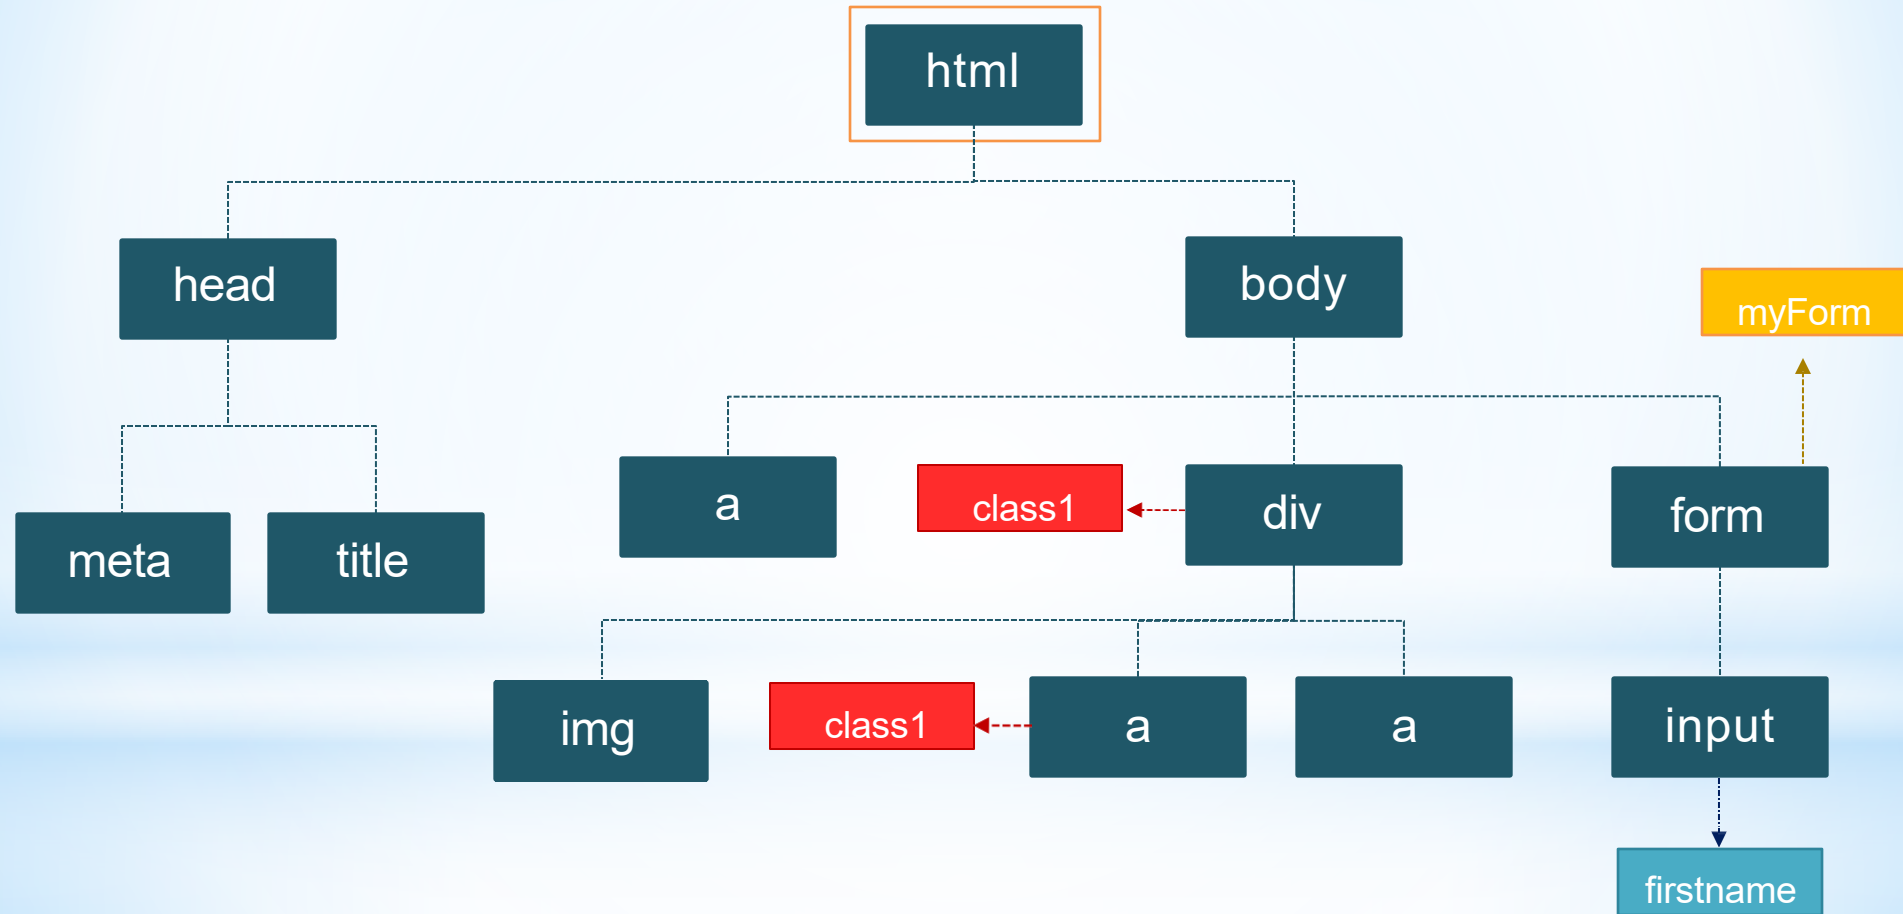 html
head
body
myForm
a
class1
div
form
meta
title
img
class1
a
a
input
firstname